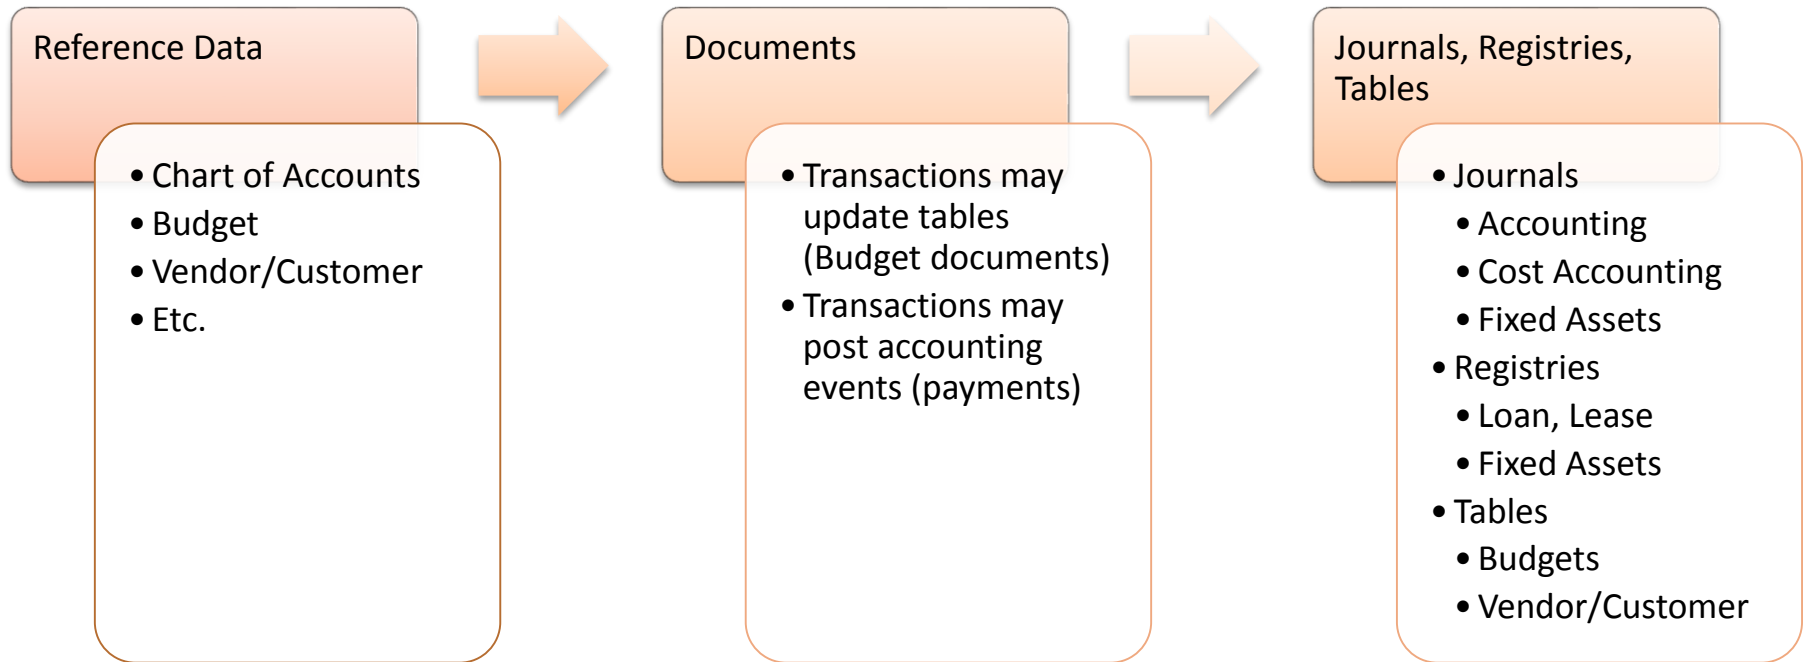 Reference Data
• Chart of Accounts
• Budget
• Vendor/Customer
• Etc.
Documents
• Transactions may
update tables
(Budget documents)
• Transactions may
post accounting
events (payments)
Journals, Registries,
Tables
• Journals
• Accounting
• Cost Accounting
• Fixed Assets
• Registries
• Loan, Lease
• Fixed Assets
• Tables
• Budgets
• Vendor/Customer